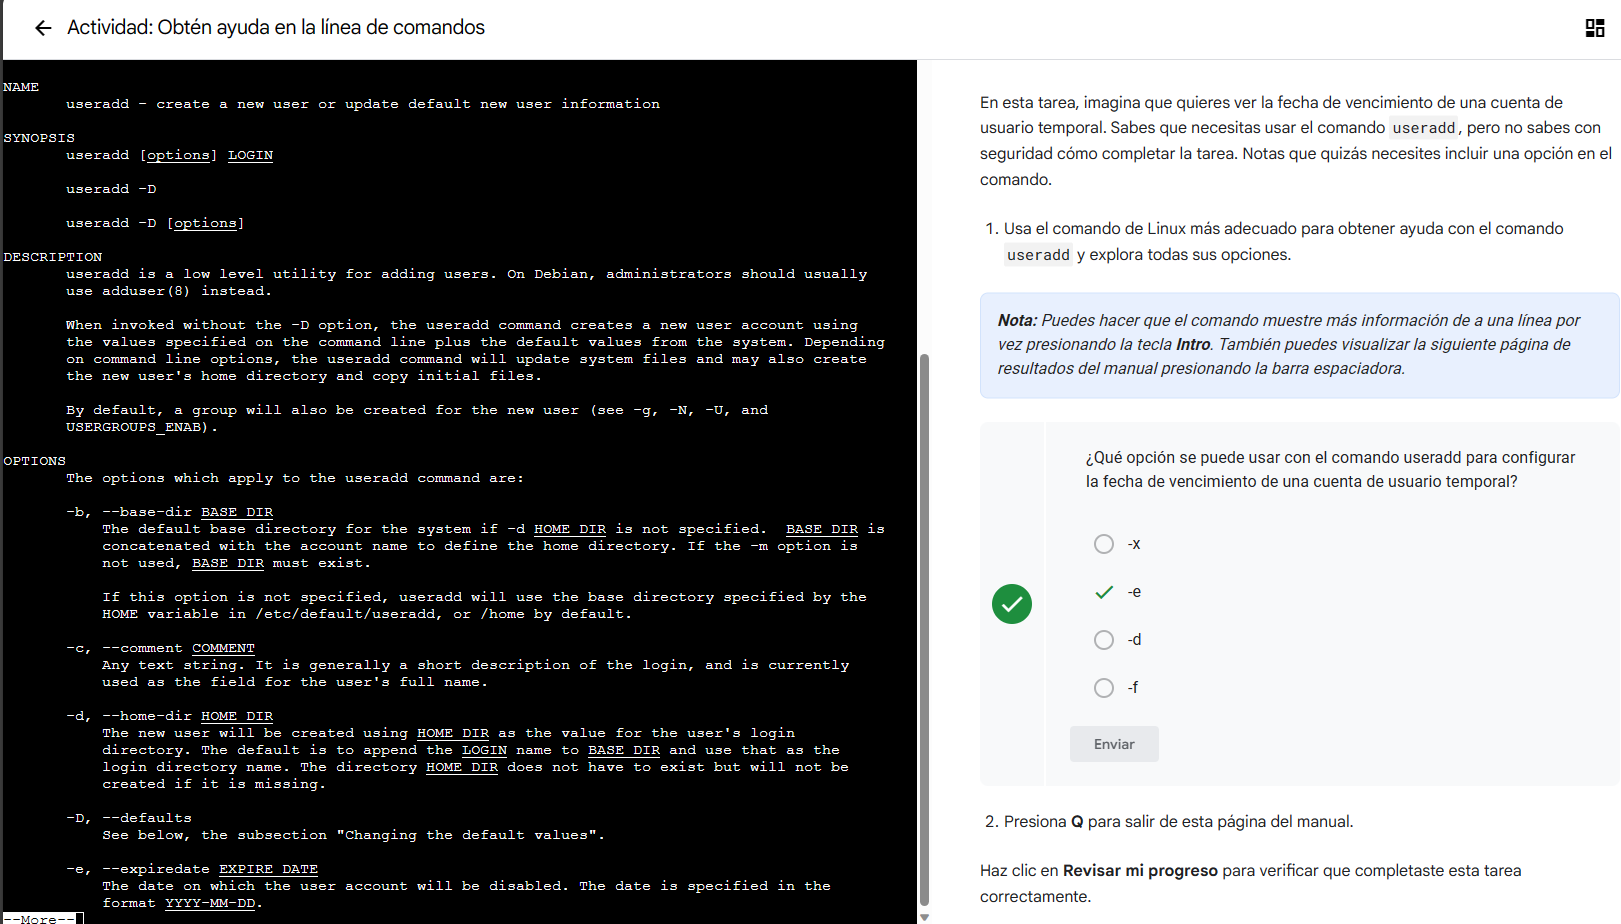 Actividad: Obtén ayuda en la línea de comandos
NAME
useradd - create a new user or update default new user information
SYNOPSIS
useradd [options] LOGIN
useradd -D
useradd -D [options]
DESCRIPTION
useradd is a low level utility for adding users. On Debian, administrators should usually
use adduser(8) instead.
When invoked without the -D option, the useradd command creates a new user account using
the values specified on the command line plus the default values from the system. Depending
on command line options, the useradd command will update system files and may also create
the new user's home directory and copy initial files.
By default, a group will also be created for the new user (see -g, -N, -U, and
USERGROUPS_ENAB).
OPTIONS
The options which apply to the useradd command are:
-b, --base-dir BASE_DIR
The default base directory for the system if -d HOME_DIR is not specified.  BASE_DIR is
concatenated with the account name to define the home directory. If the -m option is
not used, BASE_DIR must exist.
If this option is not specified, useradd will use the base directory specified by the
HOME variable in /etc/default/useradd, or /home by default.
-c, --comment COMMENT
Any text string. It is generally a short description of the login, and is currently
used as the field for the user's full name.
-d, --home-dir HOME_DIR
The new user will be created using HOME_DIR as the value for the user's login
directory. The default is to append the LOGIN name to BASE_DIR and use that as the
login directory name. The directory HOME_DIR does not have to exist but will not be
created if it is missing.
-D, --defaults
See below, the subsection "Changing the default values".
-e, --expiredate EXPIRE_DATE
The date on which the user account will be disabled. The date is specified in the
format YYYY-MM-DD.
--More--
En esta tarea, imagina que quieres ver la fecha de vencimiento de una cuenta de
usuario temporal. Sabes que necesitas usar el comando useradd, pero no sabes con
seguridad cómo completar la tarea. Notas que quizás necesites incluir una opción en el
comando.
1. Usa el comando de Linux más adecuado para obtener ayuda con el comando
useradd y explora todas sus opciones.
Nota: Puedes hacer que el comando muestre más información de a una línea por
vez presionando la tecla Intro. También puedes visualizar la siguiente página de
resultados del manual presionando la barra espaciadora.
¿Qué opción se puede usar con el comando useradd para configurar
la fecha de vencimiento de una cuenta de usuario temporal?
-x
-e
-d
-f
Enviar
2. Presiona Q para salir de esta página del manual.
Haz clic en Revisar mi progreso para verificar que completaste esta tarea
correctamente.